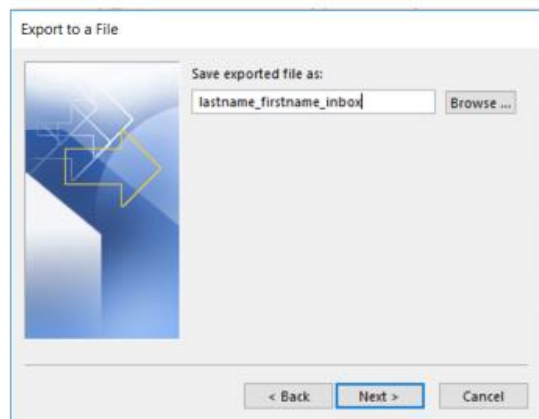 Export to a File
Save exported file as:
lastname_firstname_inbox
Browse ...
< Back
Next >
Cancel